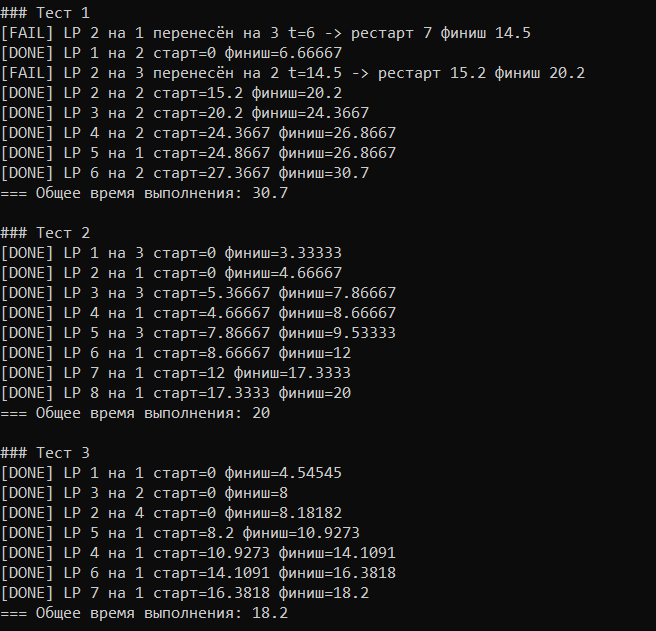 ### Тест 1
[FAIL] LP 2 на 1 перенесён на 3 t=6 -> рестарт 7 финиш 14.5
[DONE] LP 1 на 2 старт=0 финиш=6.66667
[FAIL] LP 2 на 3 перенесён на 2 t=14.5 -> рестарт 15.2 финиш 20.2
[DONE] LP 2 на 2 старт=15.2 финиш=20.2
[DONE] LP 3 на 2 старт=20.2 финиш=24.3667
[DONE] LP 4 на 2 старт=24.3667 финиш=26.8667
[DONE] LP 5 на 1 старт=24.8667 финиш=26.8667
[DONE] LP 6 на 2 старт=27.3667 финиш=30.7
=== Общее время выполнения: 30.7
### Тест 2
[DONE] LP 1 на 3 старт=0 финиш=3.33333
[DONE] LP 2 на 1 старт=0 финиш=4.66667
[DONE] LP 3 на 3 старт=5.36667 финиш=7.86667
[DONE] LP 4 на 1 старт=4.66667 финиш=8.66667
[DONE] LP 5 на 3 старт=7.86667 финиш=9.53333
[DONE] LP 6 на 1 старт=8.66667 финиш=12
[DONE] LP 7 на 1 старт=12 финиш=17.3333
[DONE] LP 8 на 1 старт=17.3333 финиш=20
=== Общее время выполнения: 20
### Тест 3
[DONE] LP 1 на 1 старт=0 финиш=4.54545
[DONE] LP 3 на 2 старт=0 финиш=8
[DONE] LP 2 на 4 старт=0 финиш=8.18182
[DONE] LP 5 на 1 старт=8.2 финиш=10.9273
[DONE] LP 4 на 1 старт=10.9273 финиш=14.1091
[DONE] LP 6 на 1 старт=14.1091 финиш=16.3818
[DONE] LP 7 на 1 старт=16.3818 финиш=18.2
=== Общее время выполнения: 18.2